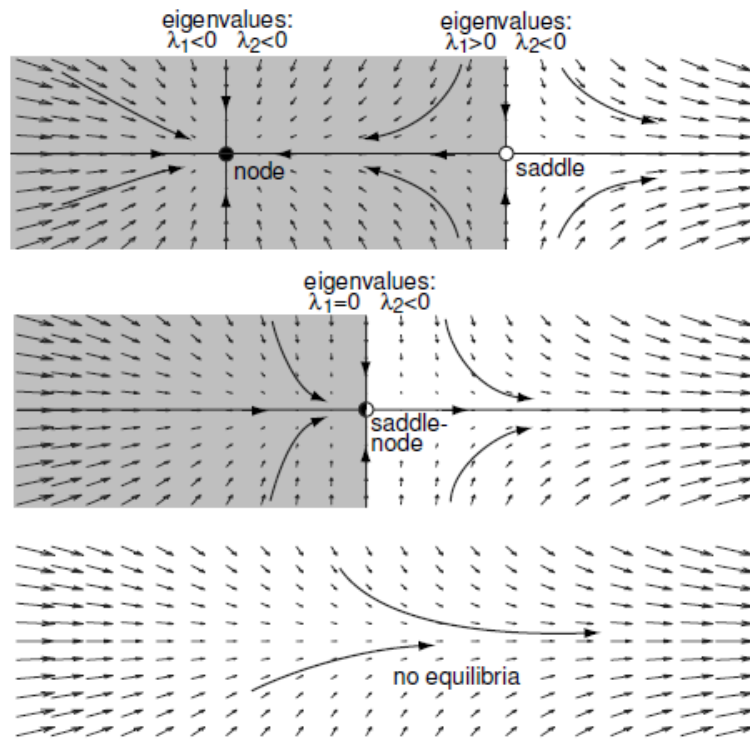 eigenvalues:
λ₁<0 λ₂<0
eigenvalues:
λ₁>0 λ₂<0
node
saddle
eigenvalues:
λ₁=0 λ₂<0
saddle-
node
no equilibria